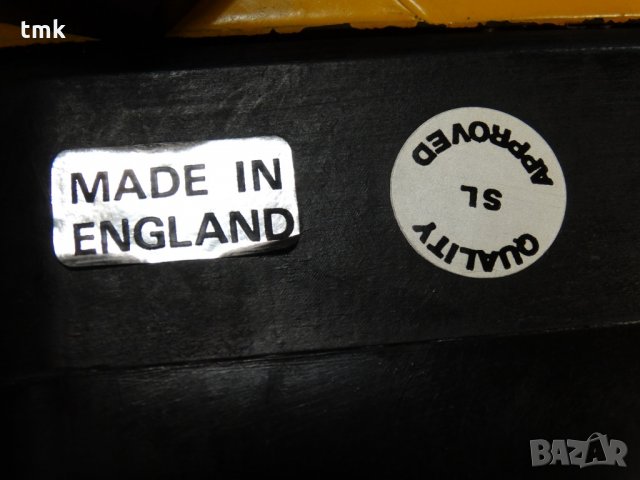 tmk
MADE IN
ENGLAND
QUALITY
SL
APPROVED
BAZAR